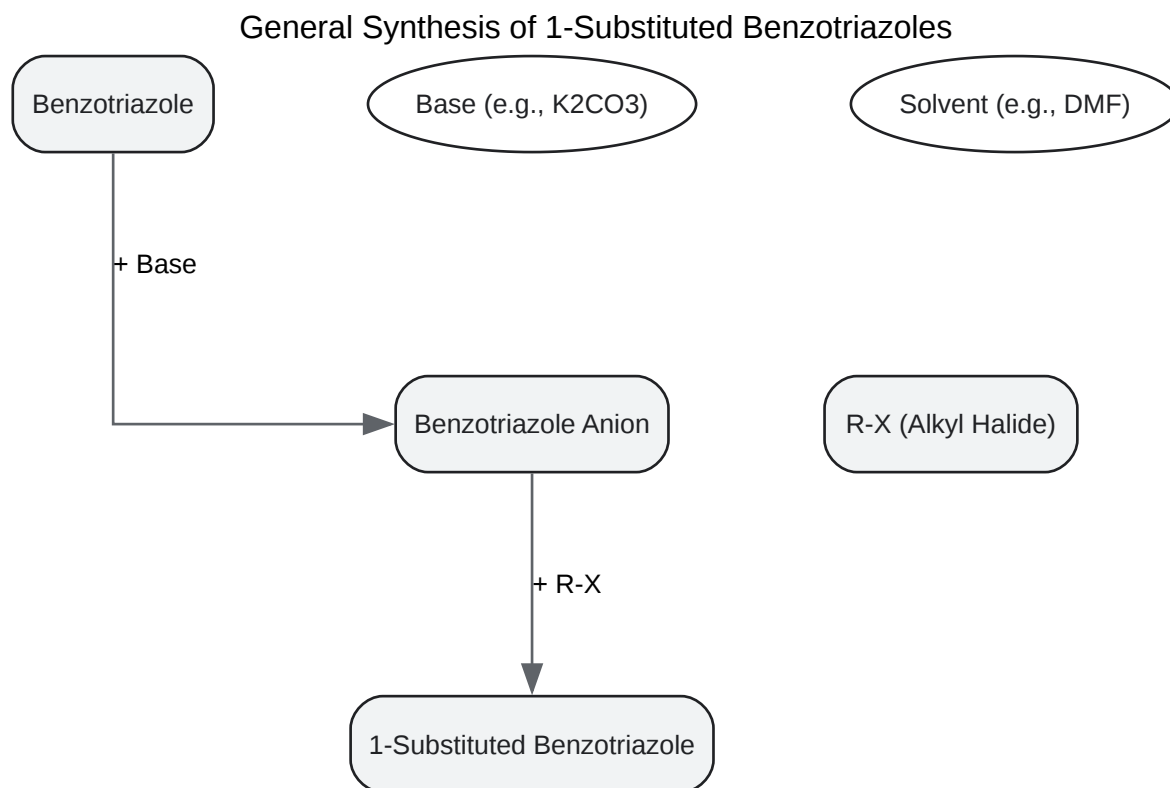 General Synthesis of 1-Substituted Benzotriazoles
Benzotriazole
Base (e.g., K2CO3)
Solvent (e.g., DMF)
+ Base
Benzotriazole Anion
R-X (Alkyl Halide)
+ R-X
1-Substituted Benzotriazole